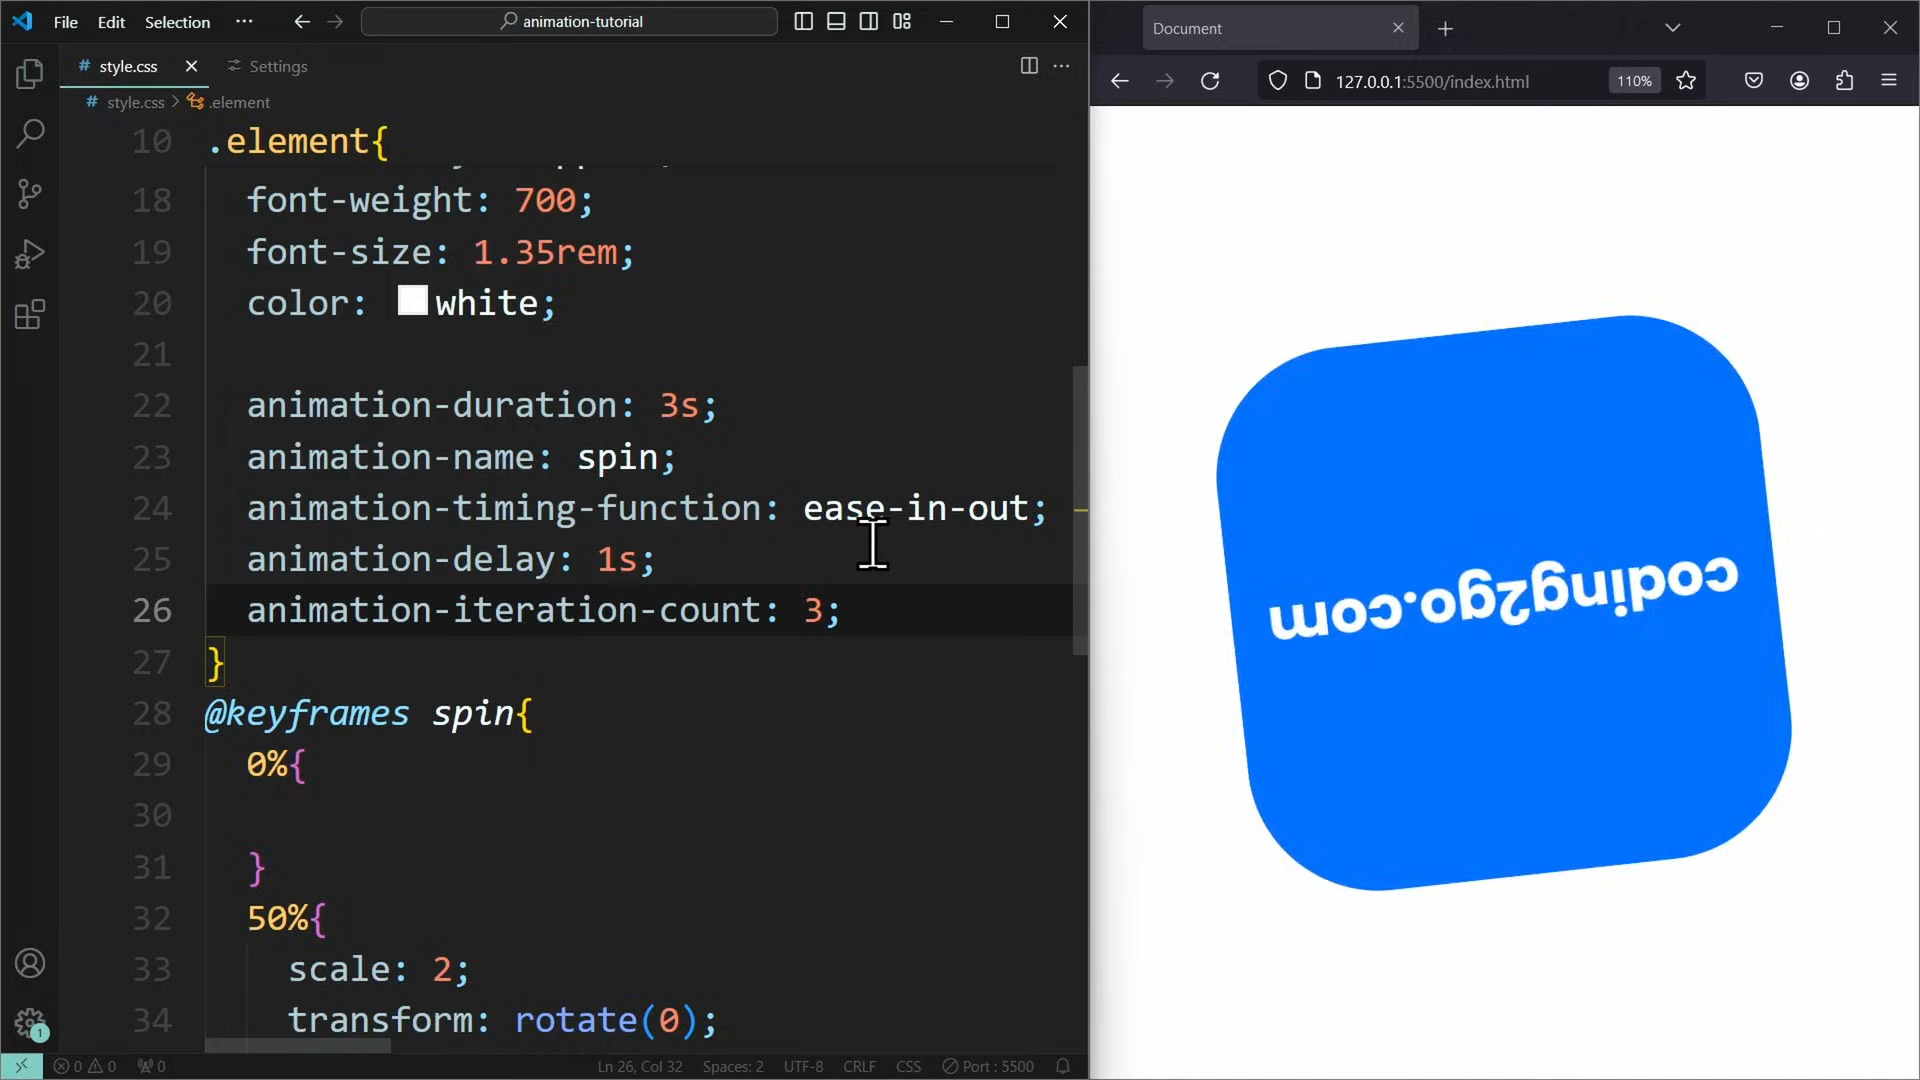 File Edit Selection ··· animation-tutorial
# style.css Settings
# style.css > .element
10 .element{
18 font-weight: 700;
19 font-size: 1.35rem;
20 color: white;
21
22 animation-duration: 3s;
23 animation-name: spin;
24 animation-timing-function: ease-in-out;
25 animation-delay: 1s;
26 animation-iteration-count: 3;
27 }
28 @keyframes spin{
29 0%{
30
31 }
32 50%{
33 scale: 2;
34 transform: rotate(0);
1
0 0 0 Ln 26, Col 32 Spaces: 2 UTF-8 CRLF CSS Port : 5500
Document
127.0.0.1:5500/index.html 110%
coding2go.com